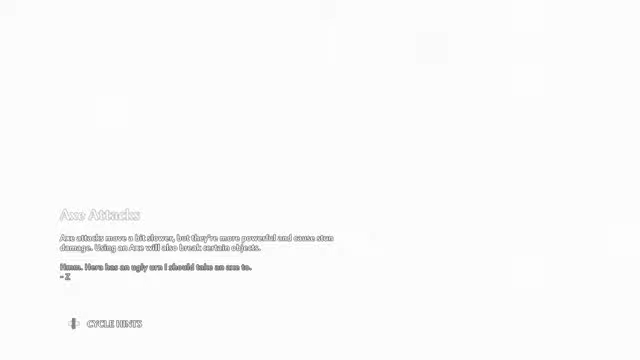 Axe Attacks
Axe attacks move a bit slower, but they're more powerful and cause stun
damage. Using an Axe will also break certain objects.
Hmm. Hera has an ugly urn I should take an axe to.
- Z
CYCLE HINTS